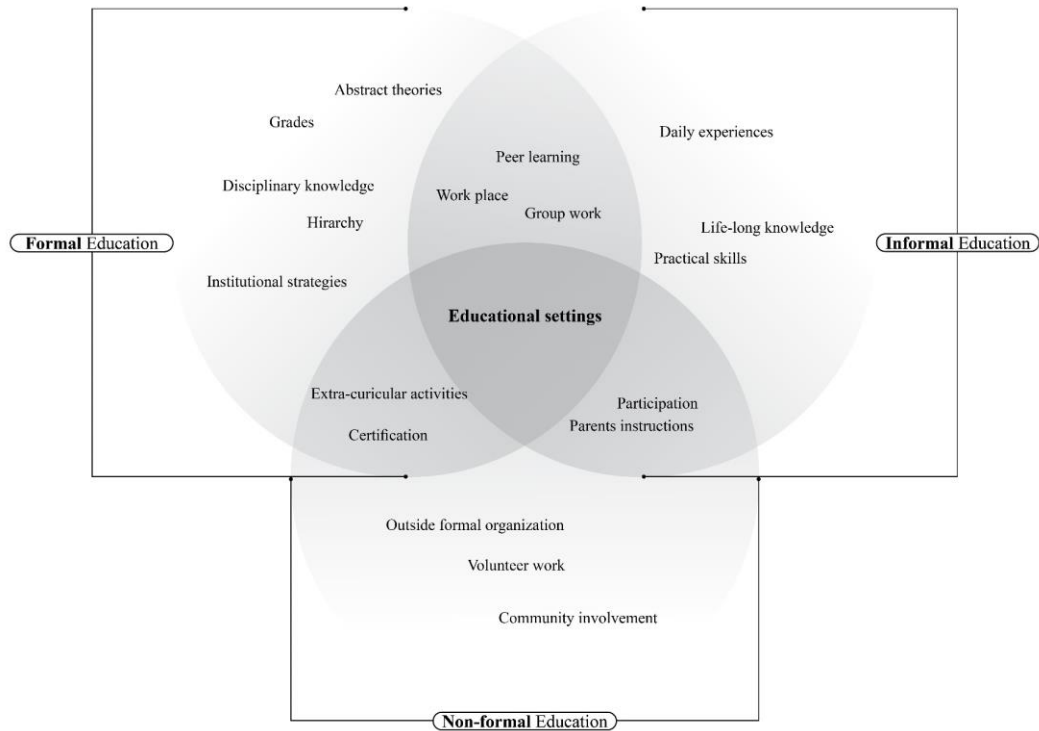 Abstract theories
Grades
Daily experiences
Peer learning
Disciplinary knowledge
Work place
Group work
Hirarchy
Life-long knowledge
Formal Education
Informal Education
Practical skills
Institutional strategies
Educational settings
Extra-curicular activities
Participation
Parents instructions
Certification
Outside formal organization
Volunteer work
Community involvement
Non-formal Education